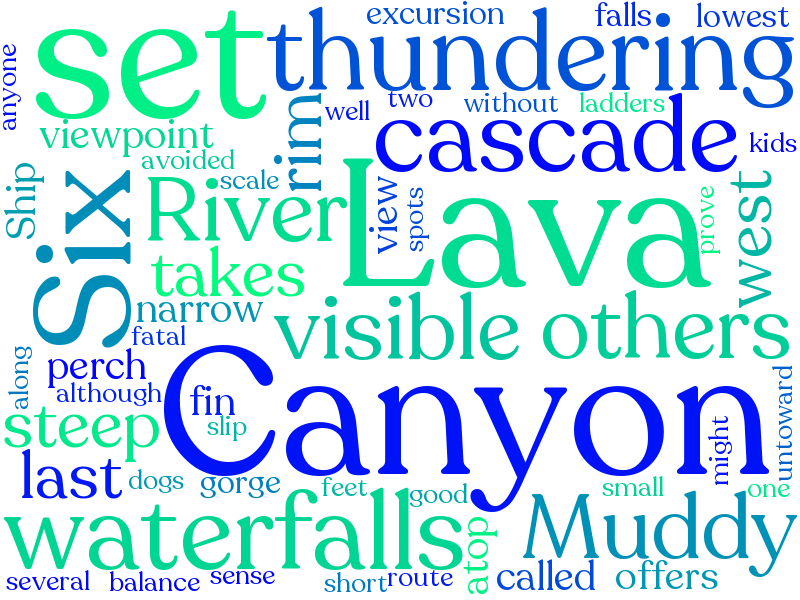 excursion
falls
lowest
set
thundering
anyone
well
two
without
ladders
viewpoint
rim
cascade
kids
avoided
scale
Ship
Six
River
view
spots
Lava
prove
west
takes
narrow
visible
others
fatal
along
perch
although
fin
slip
Canyon
steep
might
untoward
last
dogs
gorge
feet
good
small
one
waterfalls
atop
Muddy
several
balance
sense
short
route
called
offers